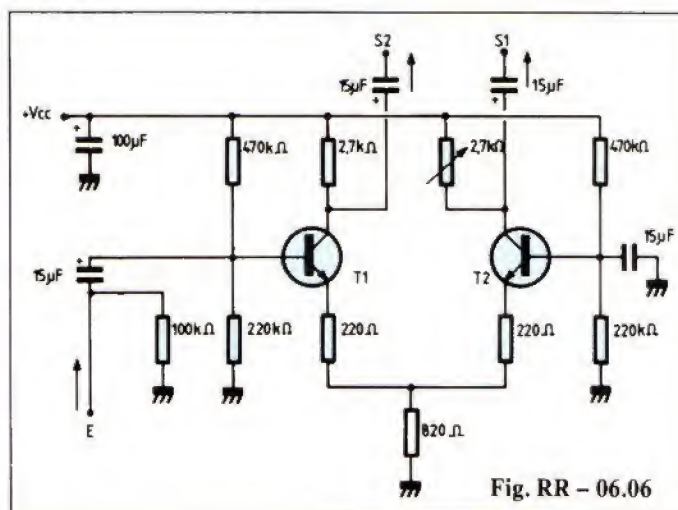 S2
S1
15µF
+
15µF
+
+Vcc
+
100µF
470kΩ
2,7kΩ
2,7kΩ
470kΩ
+
15µF
T1
T2
15µF
100kΩ
220kΩ
220Ω
220Ω
220kΩ
E
820Ω
Fig. RR – 06.06